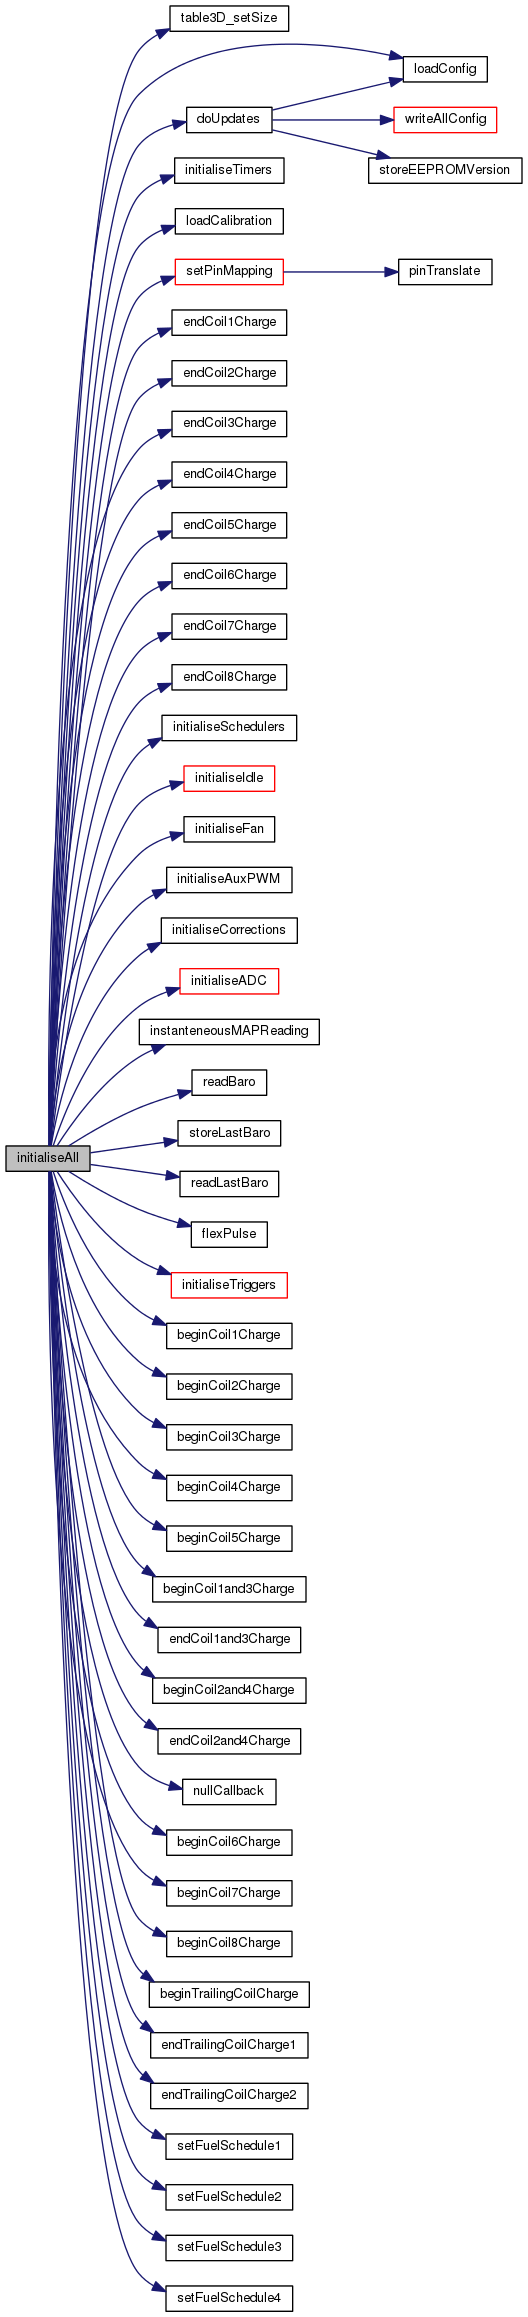 table3D_setSize
loadConfig
doUpdates
writeAllConfig
storeEEPROMVersion
initialiseTimers
loadCalibration
setPinMapping
pinTranslate
endCoil1Charge
endCoil2Charge
endCoil3Charge
endCoil4Charge
endCoil5Charge
endCoil6Charge
endCoil7Charge
endCoil8Charge
initialiseSchedulers
initialiseIdle
initialiseFan
initialiseAuxPWM
initialiseCorrections
initialiseADC
instanteneousMAPReading
readBaro
storeLastBaro
initialiseAll
readLastBaro
flexPulse
initialiseTriggers
beginCoil1Charge
beginCoil2Charge
beginCoil3Charge
beginCoil4Charge
beginCoil5Charge
beginCoil1and3Charge
endCoil1and3Charge
beginCoil2and4Charge
endCoil2and4Charge
nullCallback
beginCoil6Charge
beginCoil7Charge
beginCoil8Charge
beginTrailingCoilCharge
endTrailingCoilCharge1
endTrailingCoilCharge2
setFuelSchedule1
setFuelSchedule2
setFuelSchedule3
setFuelSchedule4